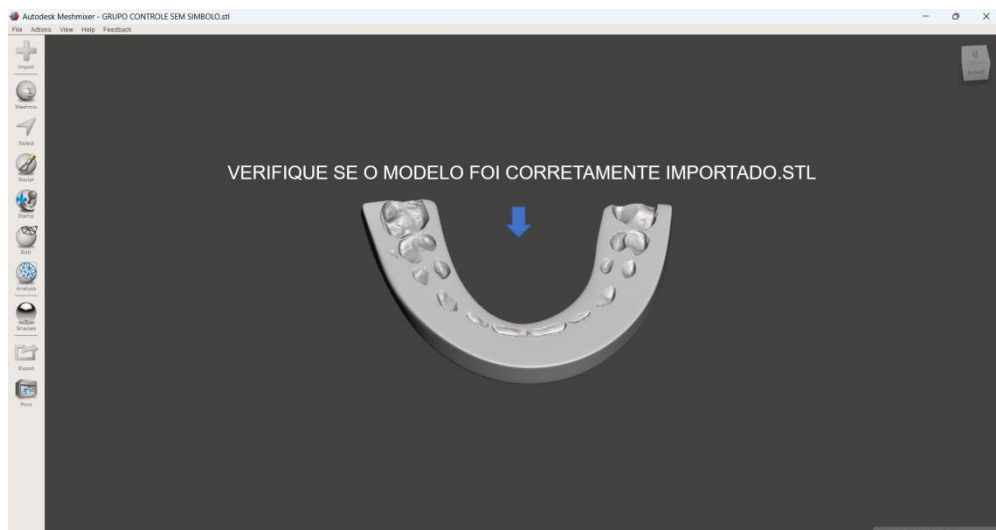 Autodesk Meshmixer - GRUPO CONTROLE SEM SIMBOLO.stl
File Actions View Help Feedback
Import
Meshmix
Select
Sculpt
Stamp
Edit
Analysis
Shaders
Export
Print
VERIFIQUE SE O MODELO FOI CORRETAMENTE IMPORTADO.STL